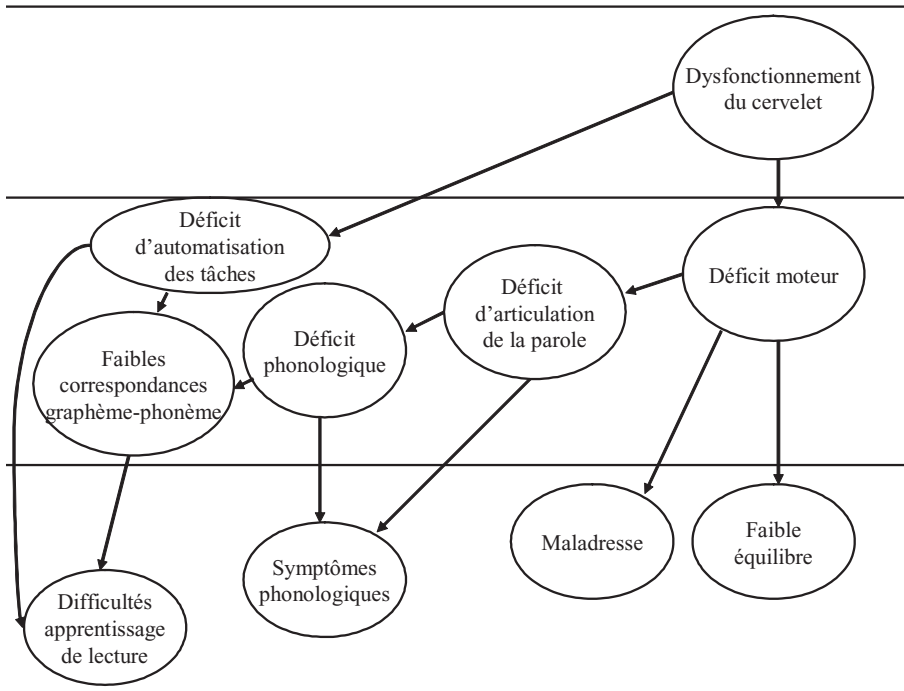 Dysfonctionnement
du cervelet
Déficit
d’automatisation
des tâches
Déficit moteur
Déficit
d’articulation
de la parole
Déficit
phonologique
Faibles
correspondances
graphème-phonème
Maladresse
Faible
équilibre
Symptômes
phonologiques
Difficultés
apprentissage
de lecture